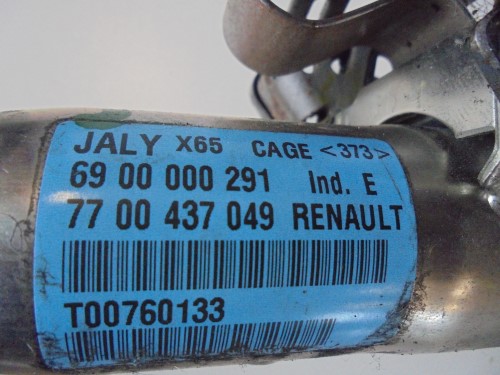 JALY X65 CAGE <373>
69 00 000 291 Ind. E
77 00 437 049 RENAULT
T00760133